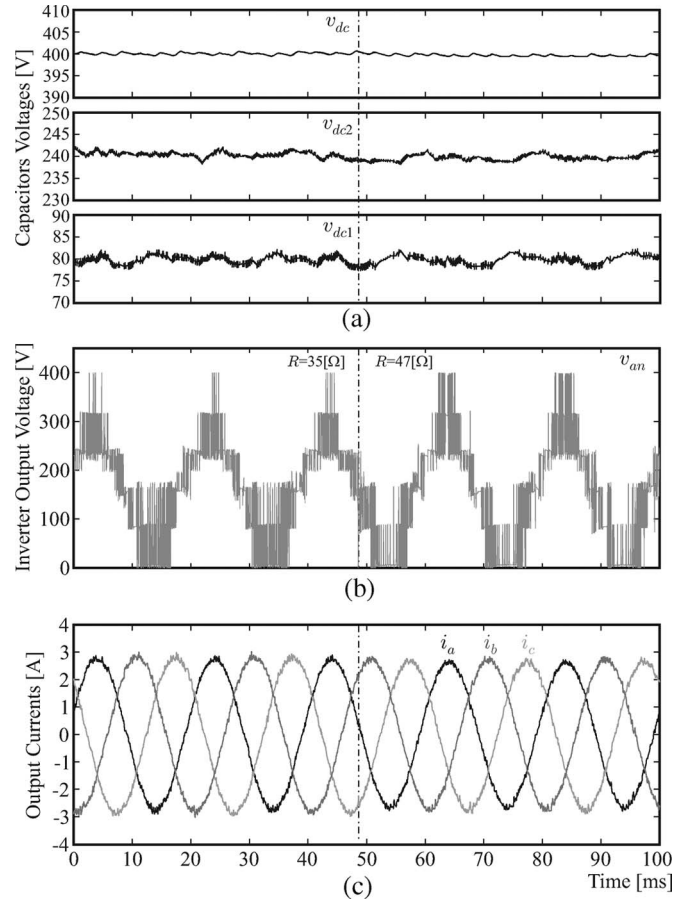 Capacitors Voltages [V]
410
405
400
395
390
v_dc
250
245
240
235
230
v_dc2
90
85
80
75
70
v_dc1
(a)
Inverter Output Voltage [V]
400
300
200
100
0
R=35[Ω]
R=47[Ω]
v_an
(b)
Output Currents [A]
4
3
2
1
0
-1
-2
-3
-4
i_a
i_b
i_c
0 10 20 30 40 50 60 70 80 90 100
Time [ms]
(c)